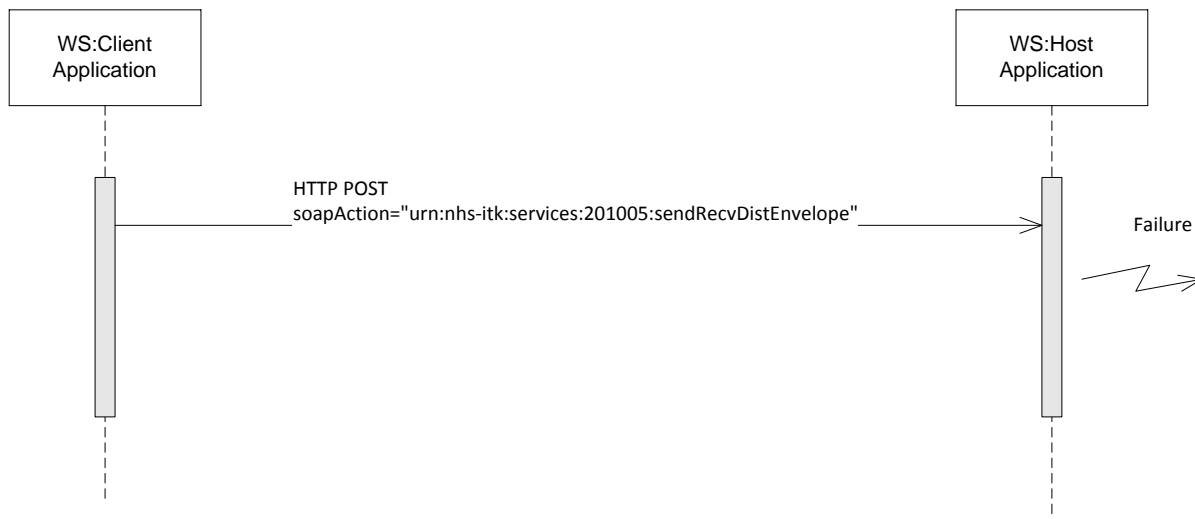 WS:Client
Application
WS:Host
Application
HTTP POST
soapAction="urn:nhs-itk:services:201005:sendRecvDistEnvelope"
Failure